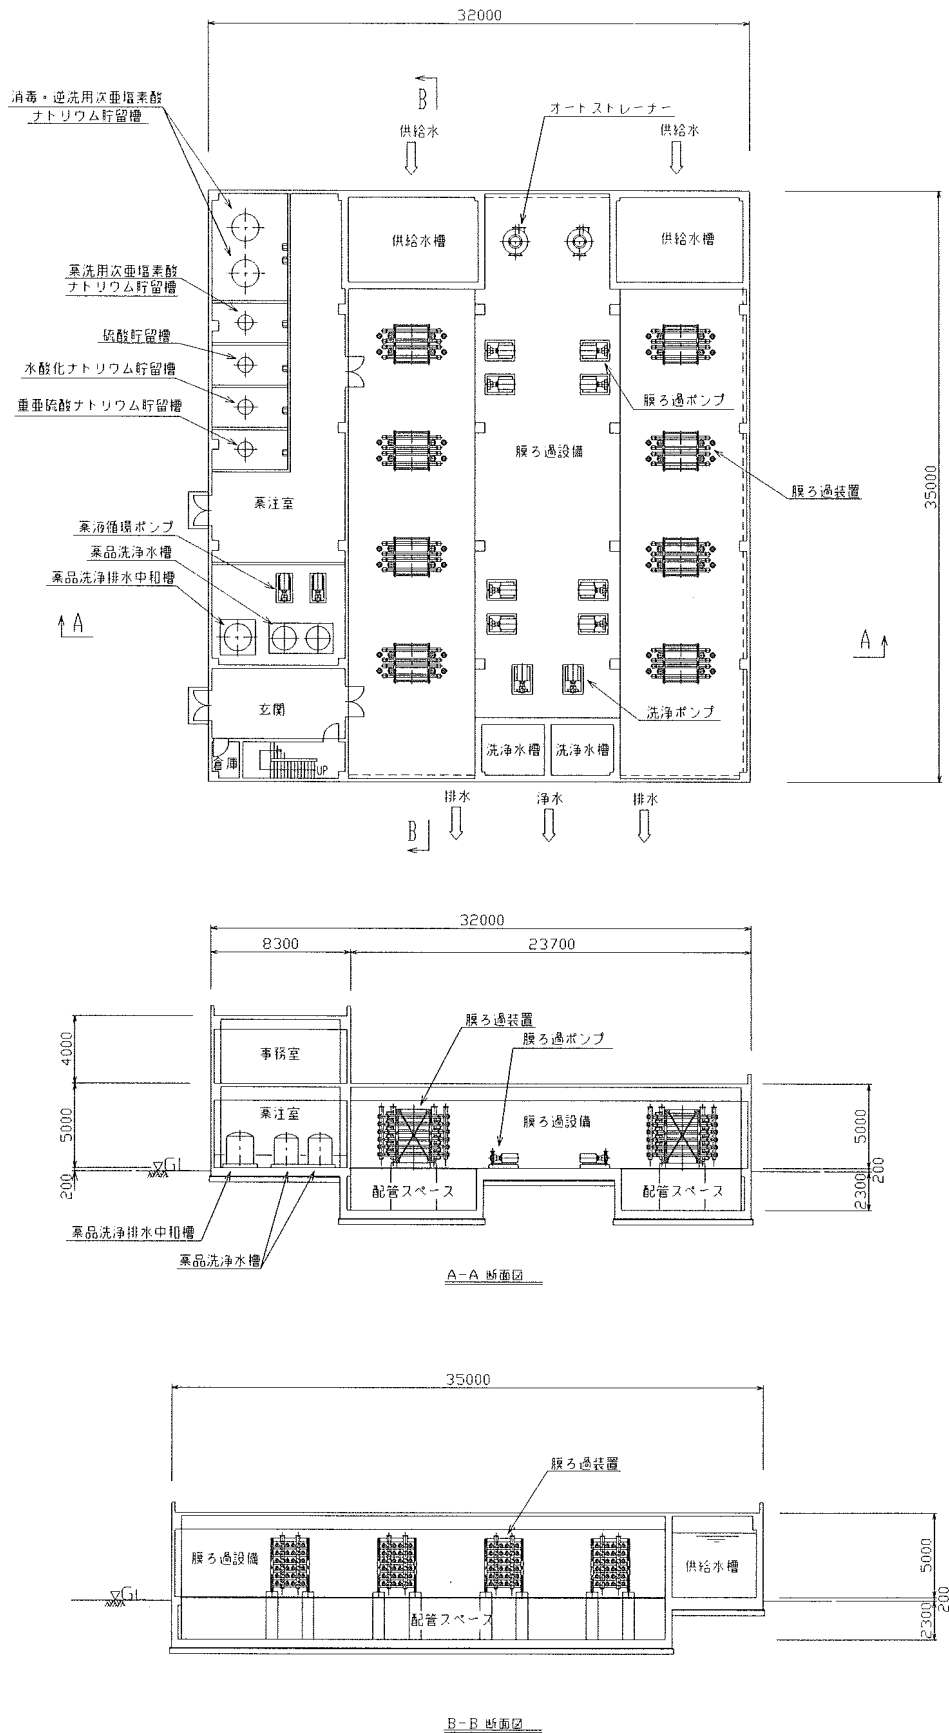 32000
B
消毒・逆洗用次亜塩素酸
ナトリウム貯留槽
オートストレーナー
供給水
供給水
供給水槽
供給水槽
薬洗用次亜塩素酸
ナトリウム貯留槽
硫酸貯留槽
水酸化ナトリウム貯留槽
重亜硫酸ナトリウム貯留槽
膜ろ過ポンプ
膜ろ過設備
膜ろ過装置
35000
薬注室
薬液循環ポンプ
薬品洗浄水槽
薬品洗浄排水中和槽
A
A
玄関
洗浄ポンプ
洗浄水槽
洗浄水槽
倉庫
UP
排水
浄水
排水
B
32000
8300
23700
膜ろ過装置
膜ろ過ポンプ
事務室
4000
薬注室
膜ろ過設備
5000
5000
GL
200
200
配管スペース
配管スペース
2300
薬品洗浄排水中和槽
薬品洗浄水槽
A-A 断面図
35000
膜ろ過装置
膜ろ過設備
供給水槽
5000
GL
200
配管スペース
2300
B-B 断面図